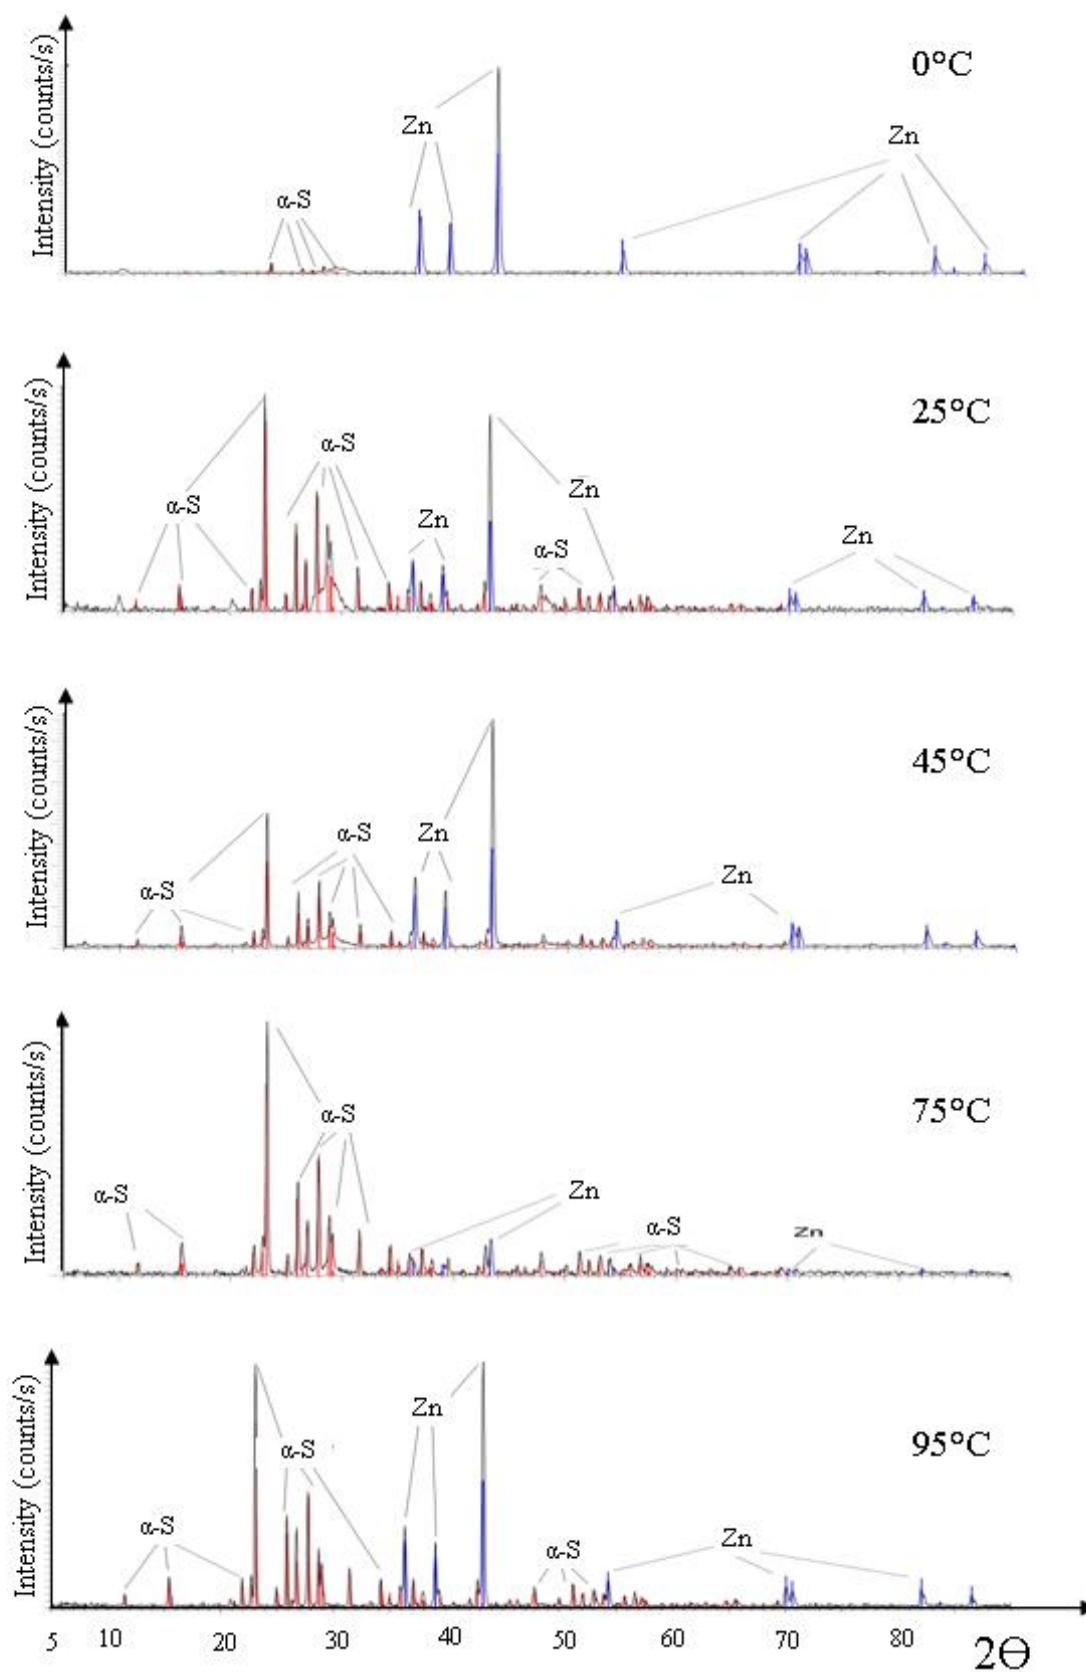 0°C
Intensity (counts/s)
Zn
Zn
α-S
25°C
Intensity (counts/s)
α-S
Zn
α-S
Zn
Zn
α-S
45°C
Intensity (counts/s)
α-S
Zn
Zn
α-S
75°C
Intensity (counts/s)
α-S
α-S
Zn
α-S
Zn
95°C
Intensity (counts/s)
Zn
α-S
α-S
α-S
Zn
5 10 20 30 40 50 60 70 80 2Θ